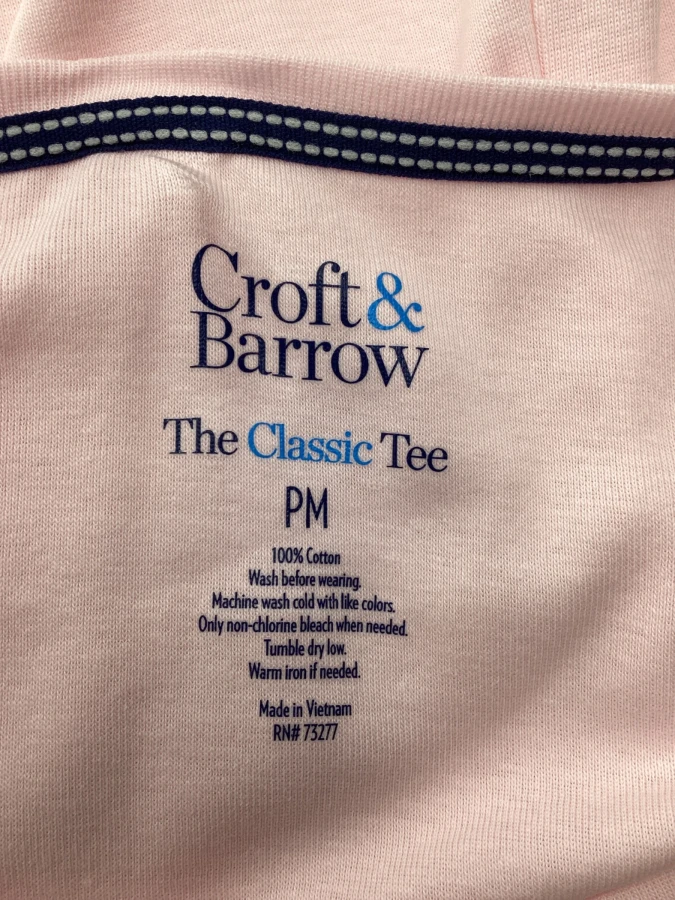 Croft &
Barrow
The Classic Tee
PM
100% Cotton
Wash before wearing.
Machine wash cold with like colors.
Only non-chlorine bleach when needed.
Tumble dry low.
Warm iron if needed.
Made in Vietnam
RN# 73277